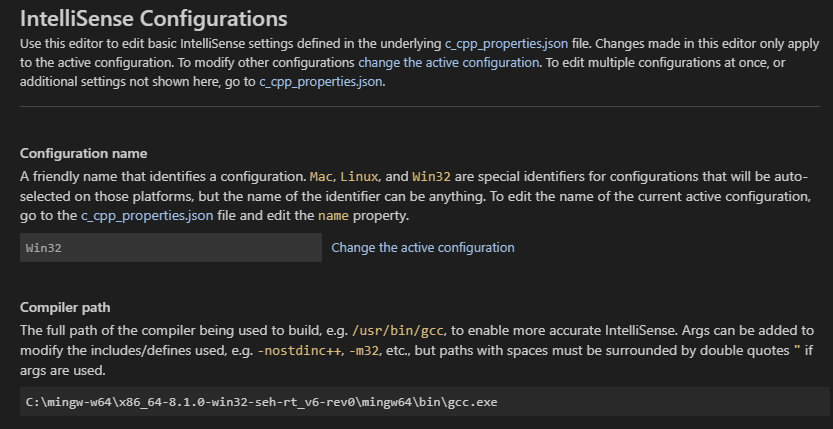 IntelliSense Configurations
Use this editor to edit basic IntelliSense settings defined in the underlying c_cpp_properties.json file. Changes made in this editor only apply
to the active configuration. To modify other configurations change the active configuration. To edit multiple configurations at once, or
additional settings not shown here, go to c_cpp_properties.json.
Configuration name
A friendly name that identifies a configuration. Mac, Linux, and Win32 are special identifiers for configurations that will be auto-
selected on those platforms, but the name of the identifier can be anything. To edit the name of the current active configuration,
go to the c_cpp_properties.json file and edit the name property.
Win32 Change the active configuration
Compiler path
The full path of the compiler being used to build, e.g. /usr/bin/gcc, to enable more accurate IntelliSense. Args can be added to
modify the includes/defines used, e.g. -nostdinc++, -m32, etc., but paths with spaces must be surrounded by double quotes " if
args are used.
C:\mingw-w64\x86_64-8.1.0-win32-seh-rt_v6-rev0\mingw64\bin\gcc.exe